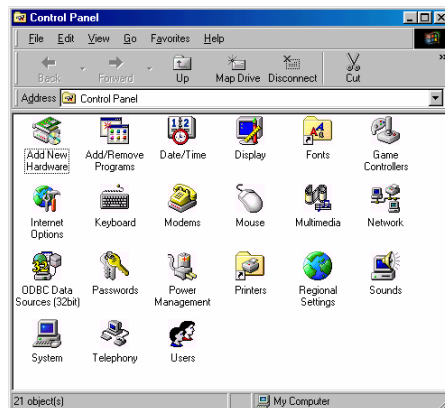 Control Panel
File Edit View Go Favorites Help
Back Forward Up Map Drive Disconnect Cut
Address Control Panel
Add New Hardware
Add/Remove Programs
Date/Time
Display
Fonts
Game Controllers
Internet Options
Keyboard
Modems
Mouse
Multimedia
Network
ODBC Data Sources (32bit)
Passwords
Power Management
Printers
Regional Settings
Sounds
System
Telephony
Users
21 object(s) My Computer